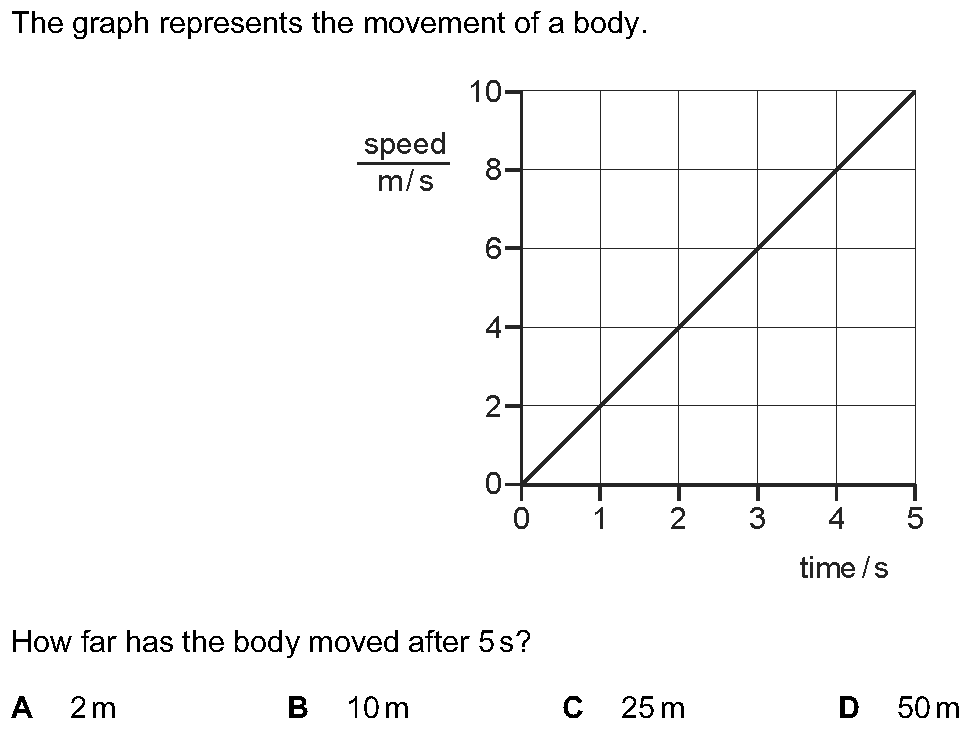 The graph represents the movement of a body.
10
speed
m/s
8
6
4
2
0
0 1 2 3 4 5
time/s
How far has the body moved after 5s?
A 2m B 10m C 25m D 50m